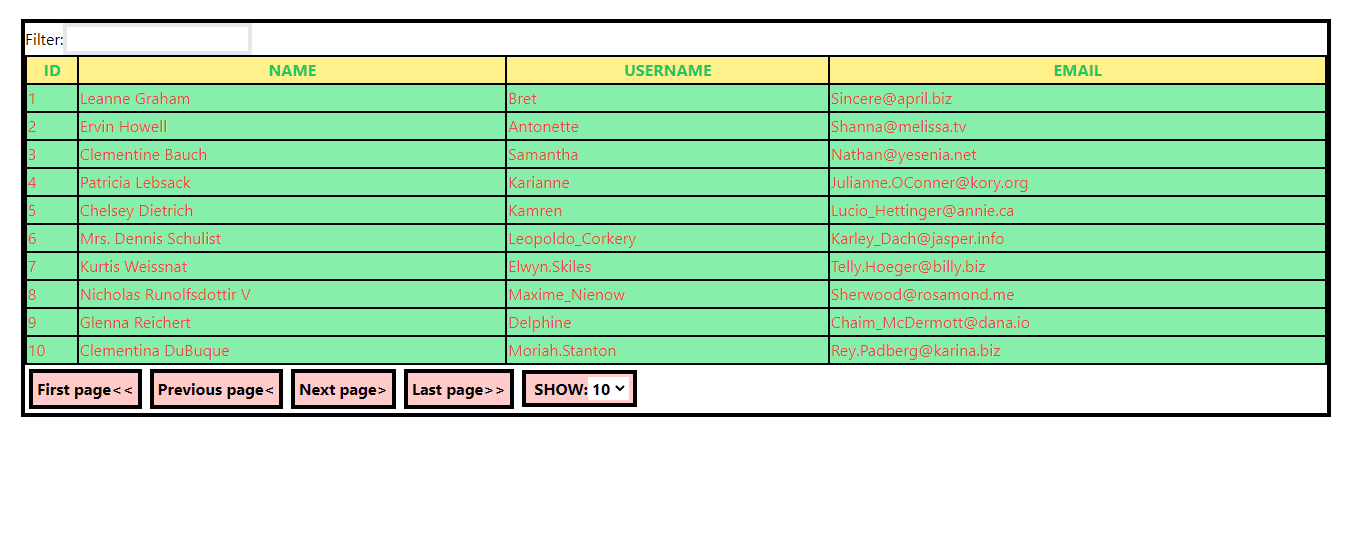 Filter:
ID NAME USERNAME EMAIL
1 Leanne Graham Bret Sincere@april.biz
2 Ervin Howell Antonette Shanna@melissa.tv
3 Clementine Bauch Samantha Nathan@yesenia.net
4 Patricia Lebsack Karianne Julianne.OConner@kory.org
5 Chelsey Dietrich Kamren Lucio_Hettinger@annie.ca
6 Mrs. Dennis Schulist Leopoldo_Corkery Karley_Dach@jasper.info
7 Kurtis Weissnat Elwyn.Skiles Telly.Hoeger@billy.biz
8 Nicholas Runolfsdottir V Maxime_Nienow Sherwood@rosamond.me
9 Glenna Reichert Delphine Chaim_McDermott@dana.io
10 Clementina DuBuque Moriah.Stanton Rey.Padberg@karina.biz
First page<< Previous page< Next page> Last page>> SHOW: 10